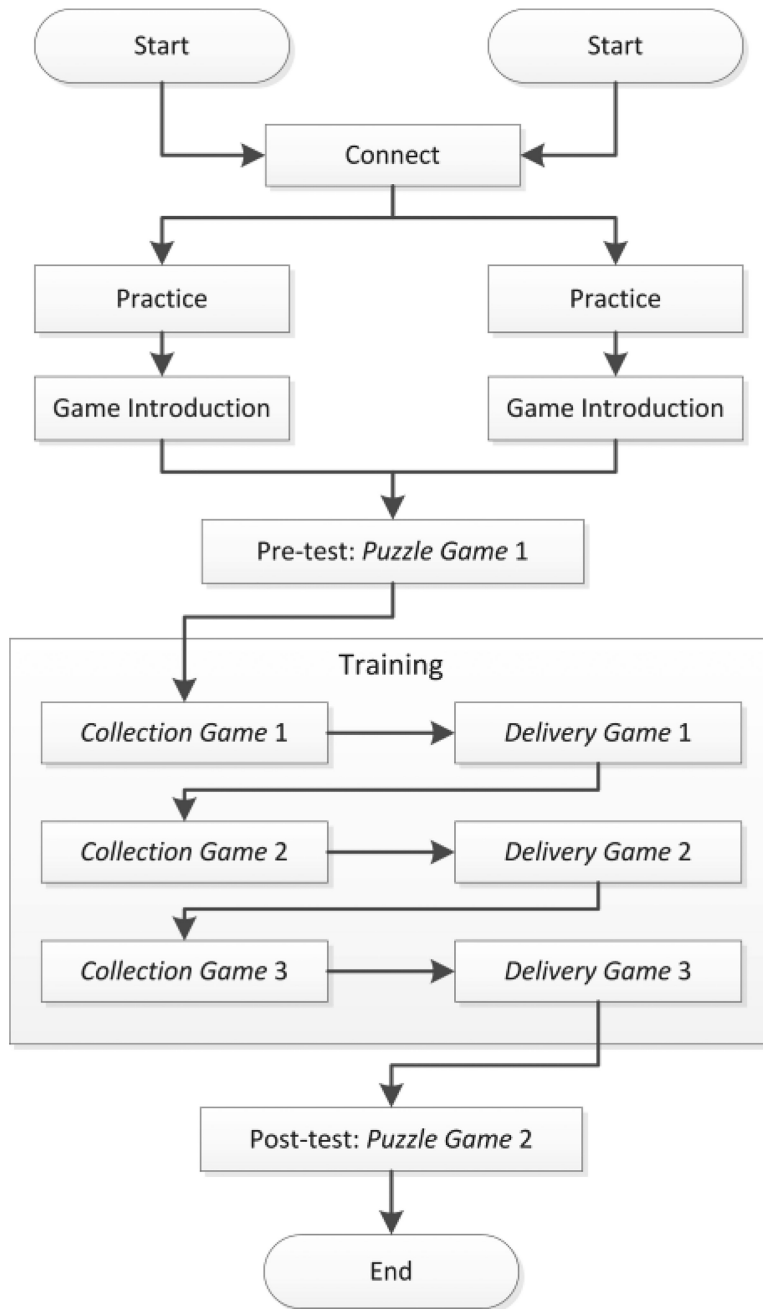 Start
Start
Connect
Practice
Practice
Game Introduction
Game Introduction
Pre-test: Puzzle Game 1
Training
Collection Game 1
Delivery Game 1
Collection Game 2
Delivery Game 2
Collection Game 3
Delivery Game 3
Post-test: Puzzle Game 2
End